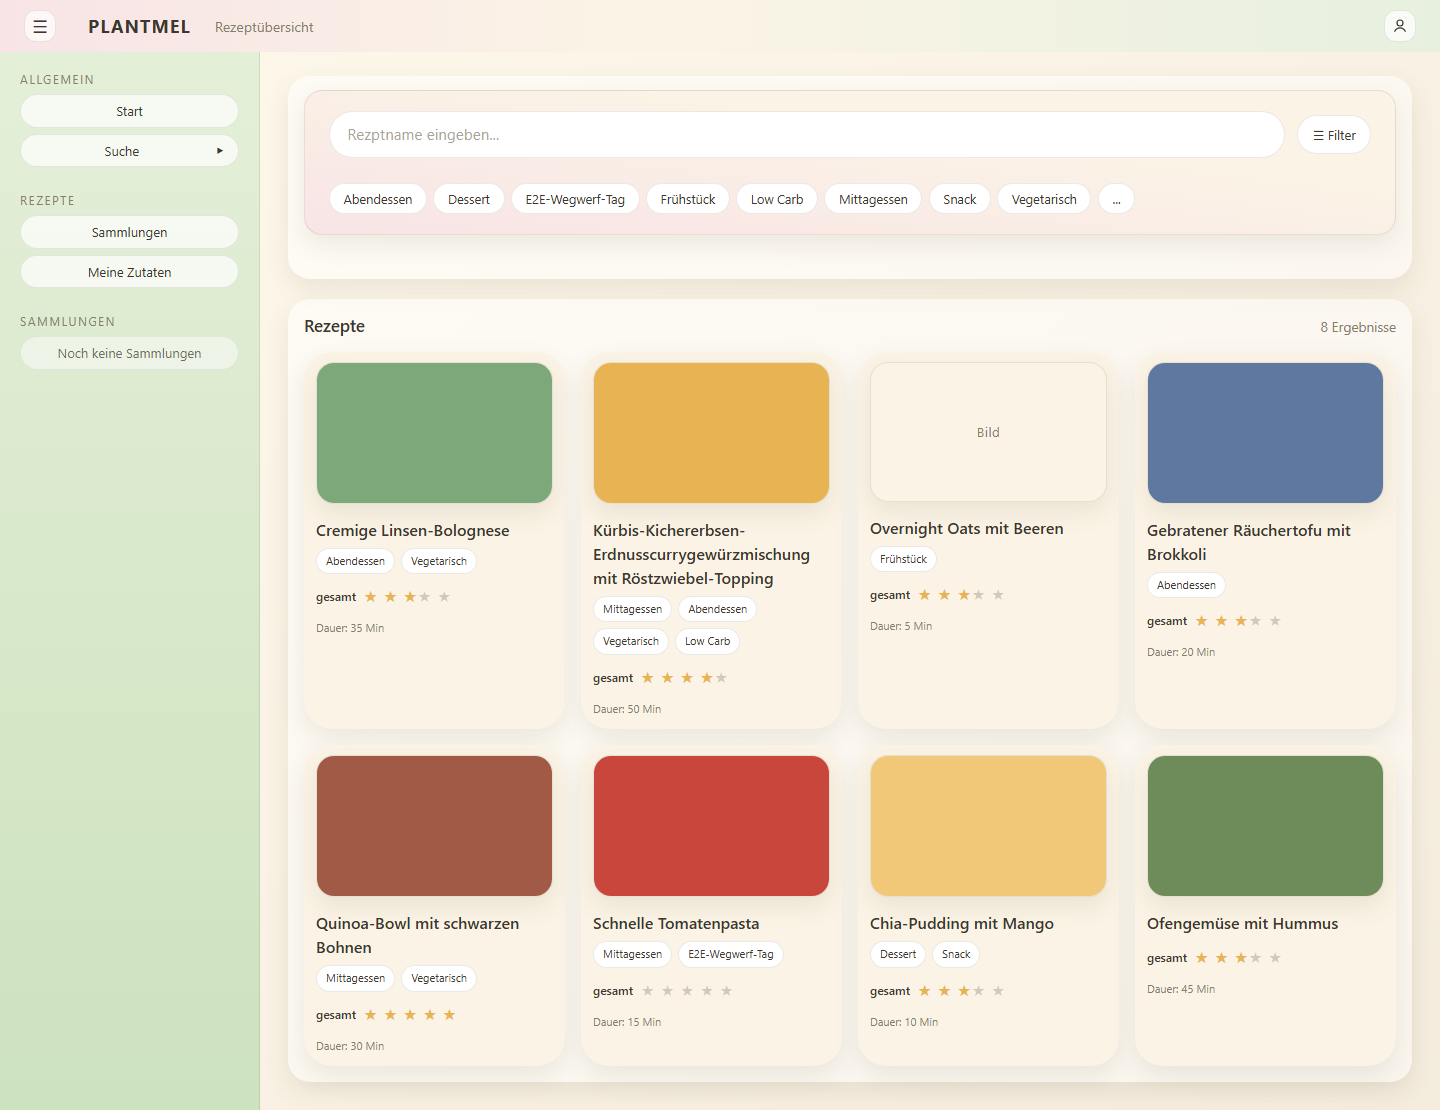 ☰ PLANTMEL Rezeptübersicht
ALLGEMEIN
Start
Suche ▸
REZEPTE
Sammlungen
Meine Zutaten
SAMMLUNGEN
Noch keine Sammlungen
Rezptname eingeben...
☰ Filter
Abendessen Dessert E2E-Wegwerf-Tag Frühstück Low Carb Mittagessen Snack Vegetarisch ...
Rezepte
8 Ergebnisse
Cremige Linsen-Bolognese
Abendessen Vegetarisch
gesamt ★ ★ ★ ★ ★
Dauer: 35 Min
Kürbis-Kichererbsen-
Erdnusscurrygewürzmischung
mit Röstzwiebel-Topping
Mittagessen Abendessen
Vegetarisch Low Carb
gesamt ★ ★ ★ ★ ★
Dauer: 50 Min
Bild
Overnight Oats mit Beeren
Frühstück
gesamt ★ ★ ★ ★ ★
Dauer: 5 Min
Gebratener Räuchertofu mit
Brokkoli
Abendessen
gesamt ★ ★ ★ ★ ★
Dauer: 20 Min
Quinoa-Bowl mit schwarzen
Bohnen
Mittagessen Vegetarisch
gesamt ★ ★ ★ ★ ★
Dauer: 30 Min
Schnelle Tomatenpasta
Mittagessen E2E-Wegwerf-Tag
gesamt ★ ★ ★ ★ ★
Dauer: 15 Min
Chia-Pudding mit Mango
Dessert Snack
gesamt ★ ★ ★ ★ ★
Dauer: 10 Min
Ofengemüse mit Hummus
gesamt ★ ★ ★ ★ ★
Dauer: 45 Min